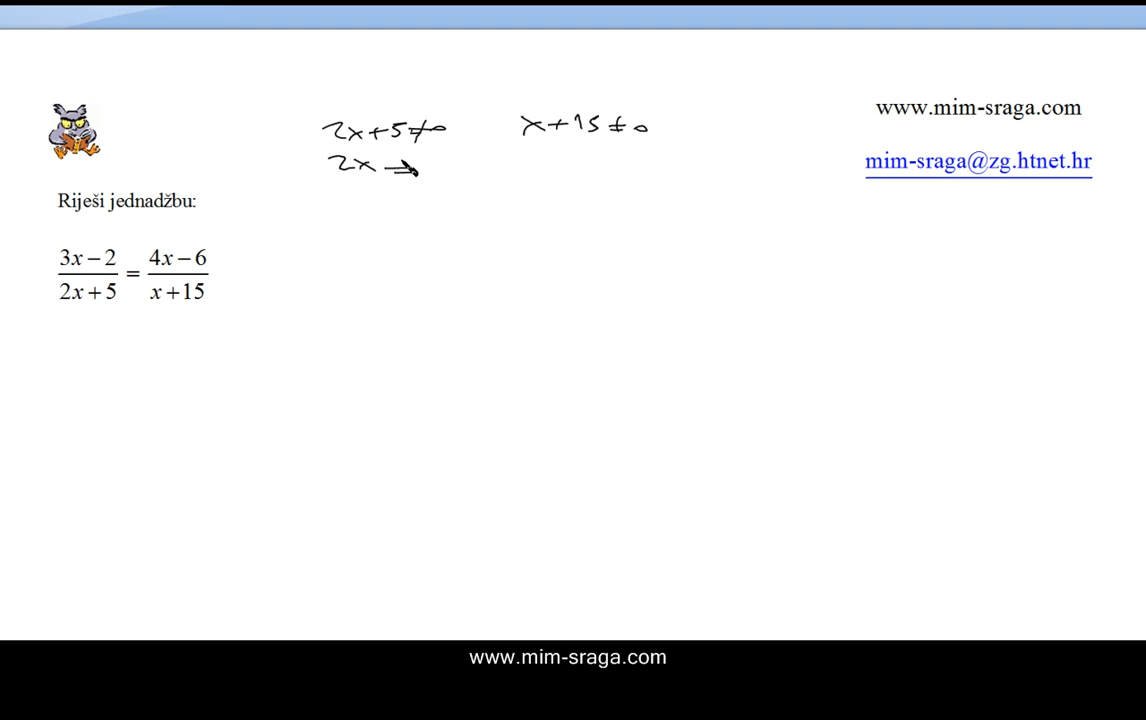 2x+5≠0 x+15≠0
2x
www.mim-sraga.com
mim-sraga@zg.htnet.hr
Riješi jednadžbu:
3x−2 / 2x+5 = 4x−6 / x+15
www.mim-sraga.com